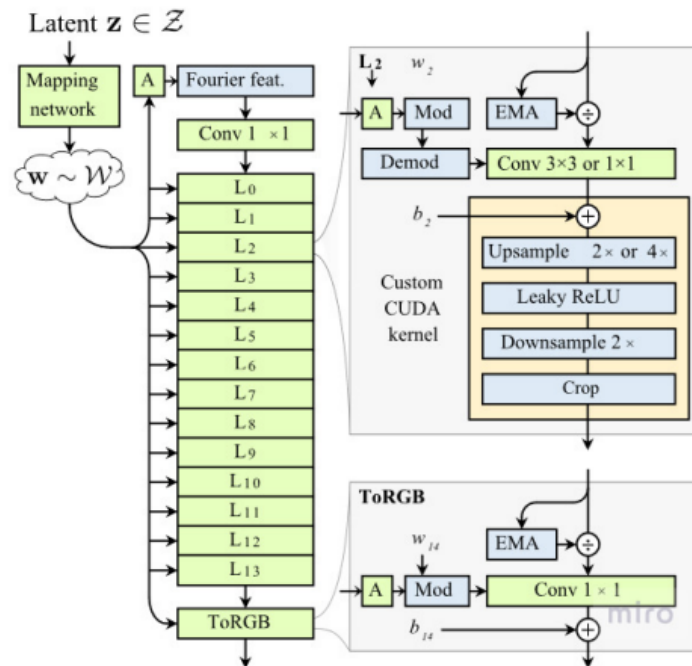 Latent z ∈ Z
Mapping
network
w ~ W
A
Fourier feat.
Conv 1 ×1
L0
L1
L2
L3
L4
L5
L6
L7
L8
L9
L10
L11
L12
L13
ToRGB
L2
w2
A
Mod
EMA
÷
Demod
Conv 3×3 or 1×1
b2
+
Upsample 2× or 4×
Leaky ReLU
Downsample 2 ×
Crop
Custom
CUDA
kernel
ToRGB
w14
EMA
÷
A
Mod
Conv 1 × 1
b14
+
miro